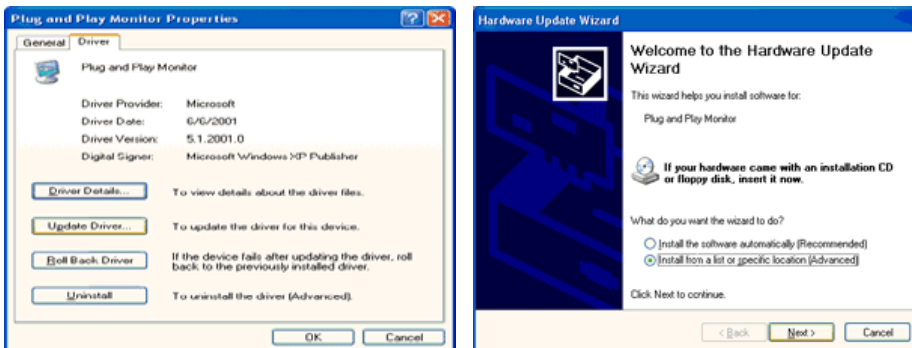 Plug and Play Monitor Properties
General Driver
Plug and Play Monitor
Driver Provider: Microsoft
Driver Date: 6/6/2001
Driver Version: 5.1.2001.0
Digital Signer: Microsoft Windows XP Publisher
Driver Details... To view details about the driver files.
Update Driver... To update the driver for this device.
Roll Back Driver If the device fails after updating the driver, roll
back to the previously installed driver.
Uninstall To uninstall the driver (Advanced).
OK Cancel
Hardware Update Wizard
Welcome to the Hardware Update
Wizard
This wizard helps you install software for:
Plug and Play Monitor
If your hardware came with an installation CD
or floppy disk, insert it now.
What do you want the wizard to do?
Install the software automatically (Recommended)
Install from a list or specific location (Advanced)
Click Next to continue.
< Back Next > Cancel